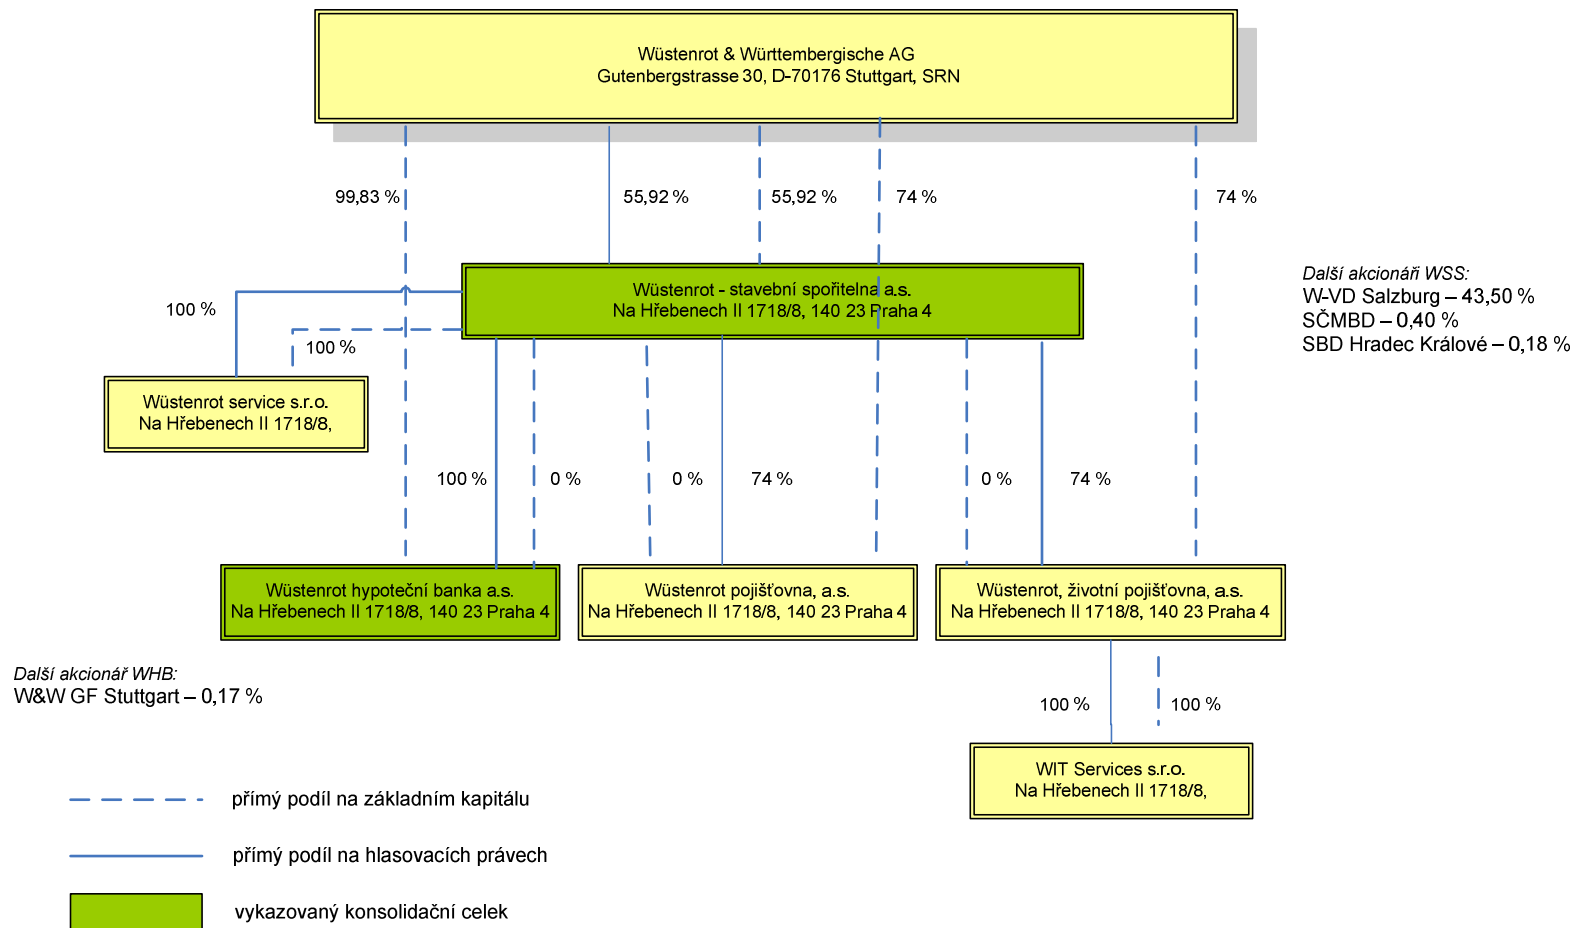 Wüstenrot & Württembergische AG
Gutenbergstrasse 30, D-70176 Stuttgart, SRN
99,83 %
55,92 %
55,92 %
74 %
74 %
Wüstenrot - stavební spořitelna a.s.
Na Hřebenech II 1718/8, 140 23 Praha 4
Další akcionáři WSS:
W-VD Salzburg – 43,50 %
SČMBD – 0,40 %
SBD Hradec Králové – 0,18 %
100 %
100 %
Wüstenrot service s.r.o.
Na Hřebenech II 1718/8,
100 %
0 %
0 %
74 %
0 %
74 %
Wüstenrot hypoteční banka a.s.
Na Hřebenech II 1718/8, 140 23 Praha 4
Wüstenrot pojišťovna, a.s.
Na Hřebenech II 1718/8, 140 23 Praha 4
Wüstenrot, životní pojišťovna, a.s.
Na Hřebenech II 1718/8, 140 23 Praha 4
Další akcionář WHB:
W&W GF Stuttgart – 0,17 %
100 %
100 %
WIT Services s.r.o.
Na Hřebenech II 1718/8,
přímý podíl na základním kapitálu
přímý podíl na hlasovacích právech
vykazovaný konsolidační celek